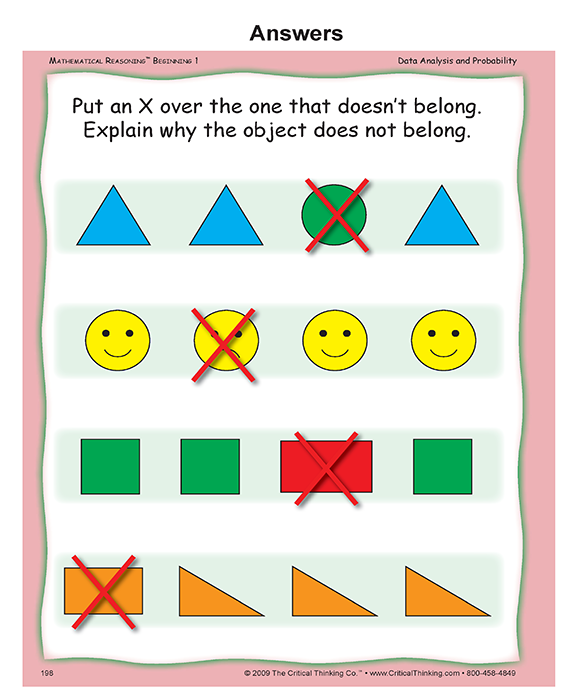 Answers
Mathematical Reasoning™ Beginning 1
Data Analysis and Probability
Put an X over the one that doesn't belong.
Explain why the object does not belong.
198
© 2009 The Critical Thinking Co.™ • www.CriticalThinking.com • 800-458-4849